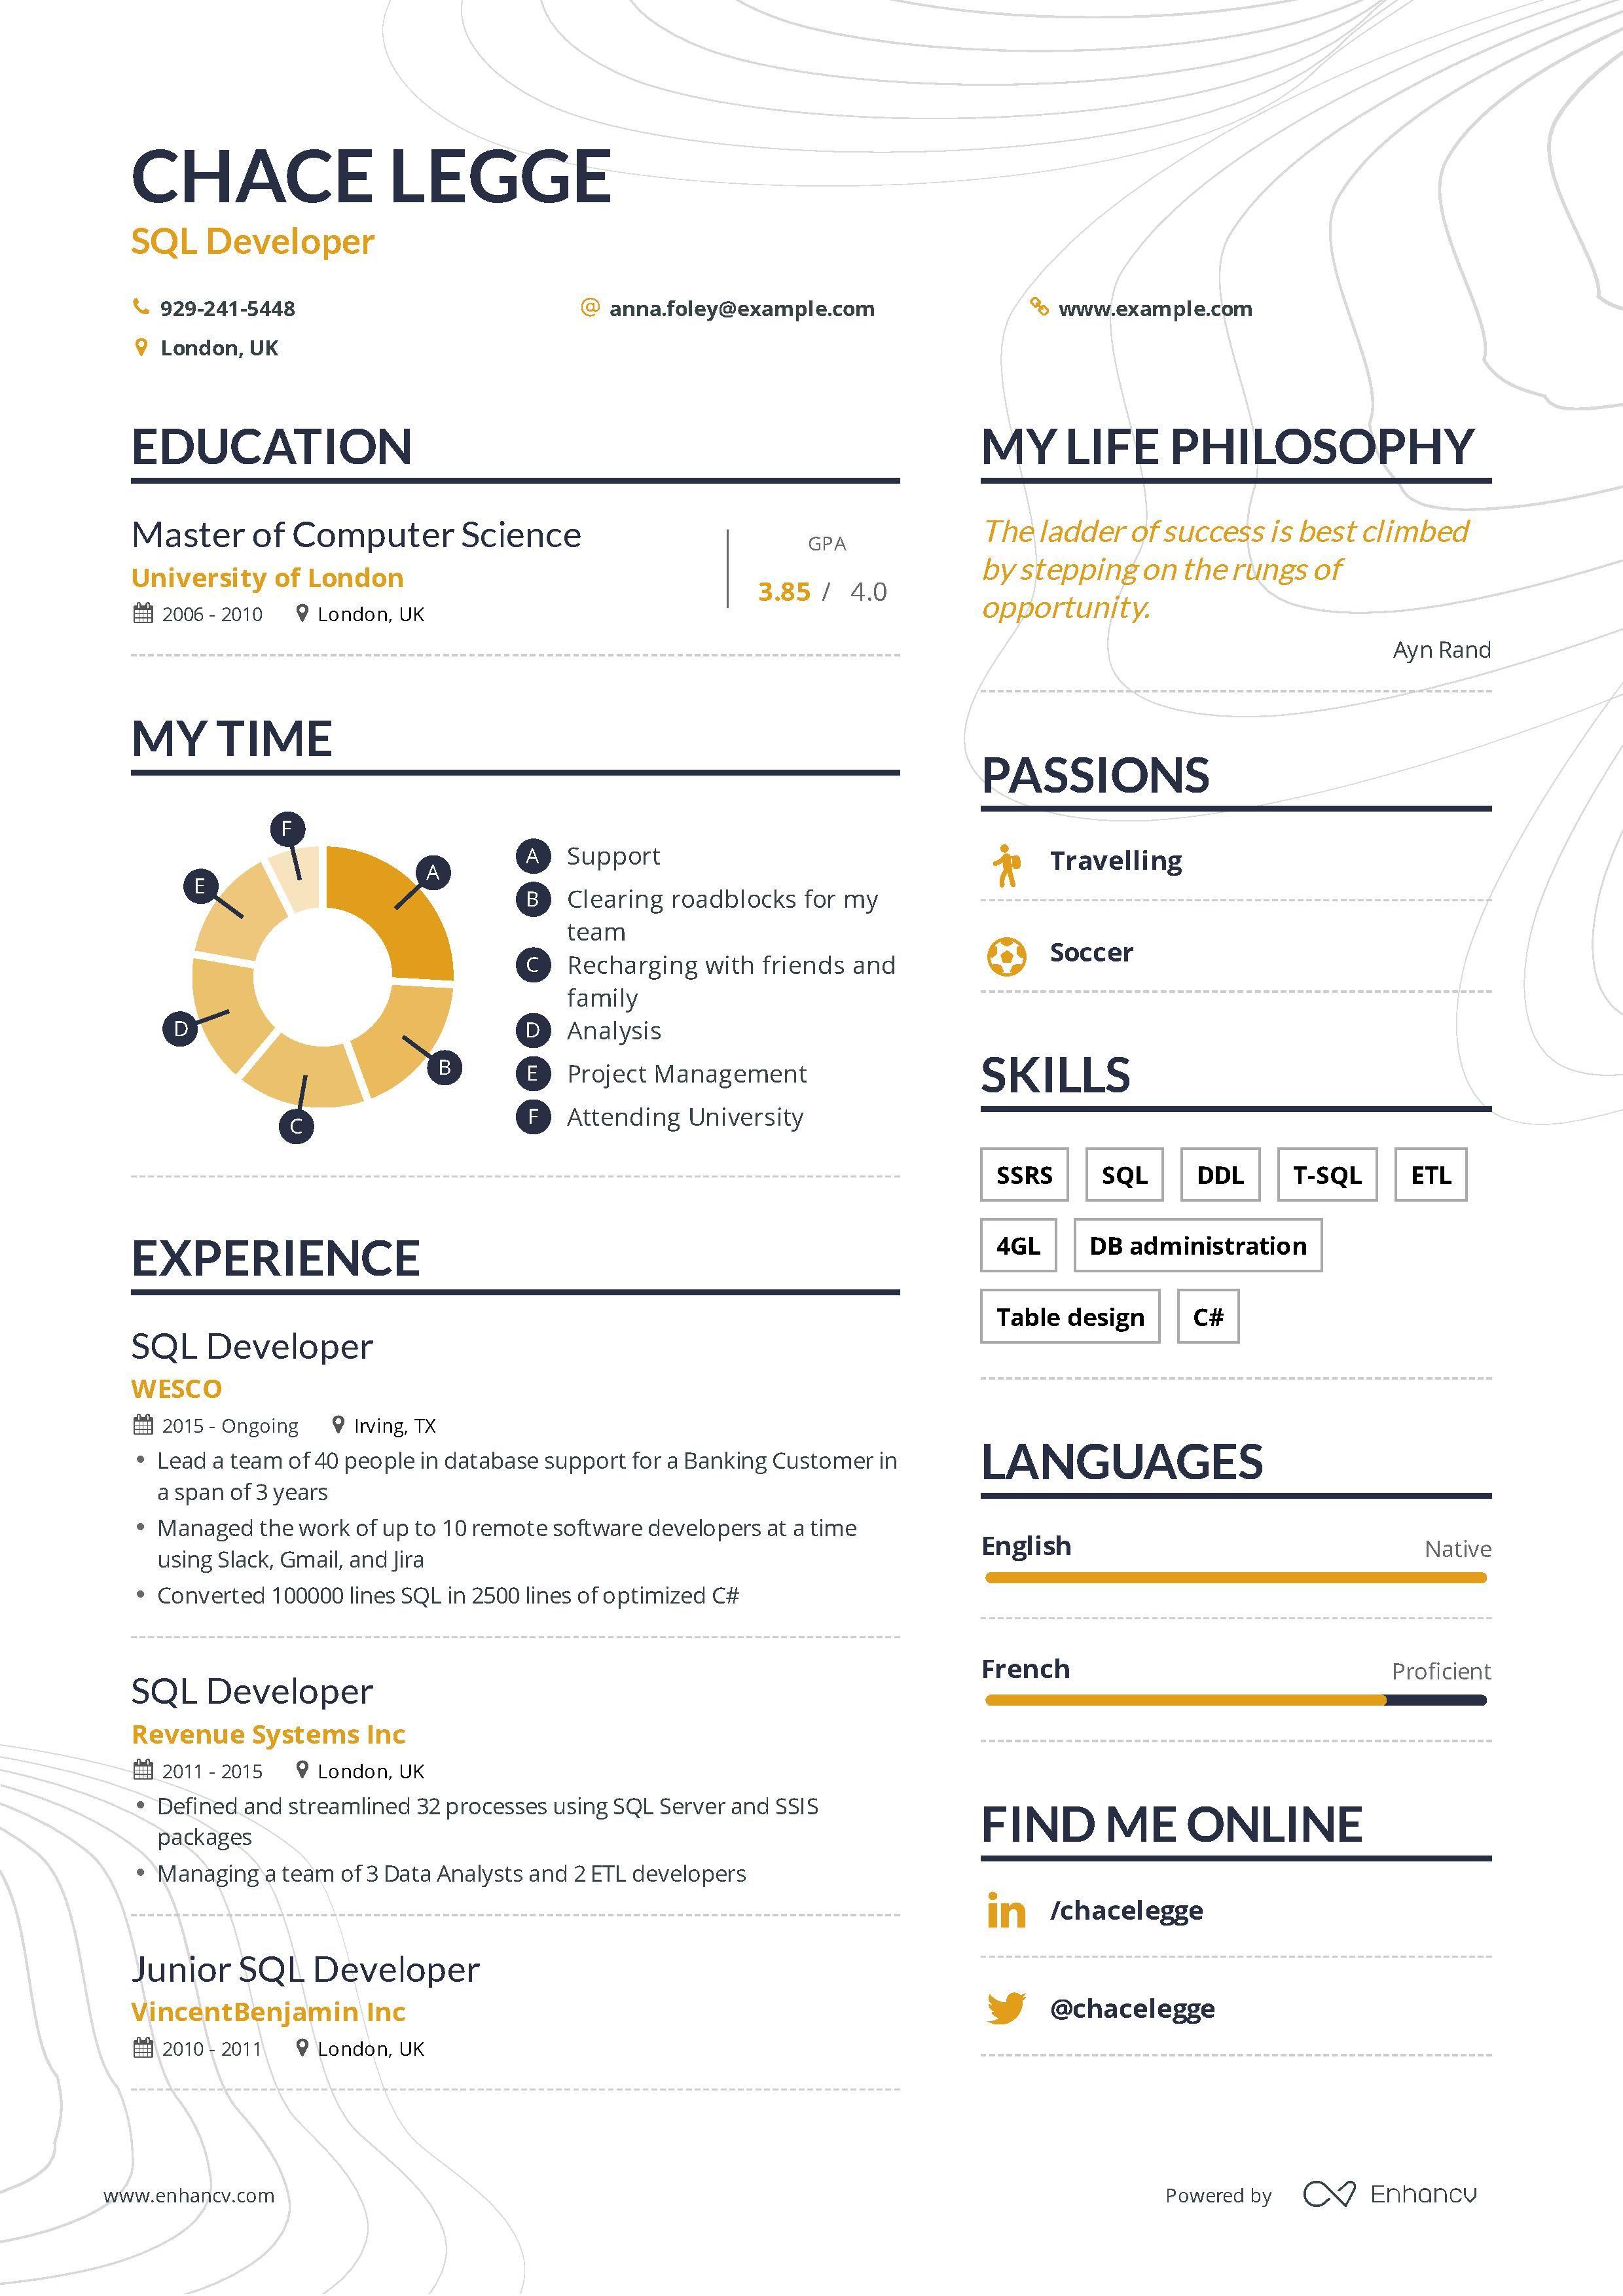 CHACE LEGGE
SQL Developer
929-241-5448
anna.foley@example.com
www.example.com
London, UK
EDUCATION
Master of Computer Science
University of London
2006 - 2010 London, UK
GPA
3.85 / 4.0
MY TIME
F
A
E
D
B
C
A Support
B Clearing roadblocks for my
team
C Recharging with friends and
family
D Analysis
E Project Management
F Attending University
EXPERIENCE
SQL Developer
WESCO
2015 - Ongoing Irving, TX
• Lead a team of 40 people in database support for a Banking Customer in
a span of 3 years
• Managed the work of up to 10 remote software developers at a time
using Slack, Gmail, and Jira
• Converted 100000 lines SQL in 2500 lines of optimized C#
SQL Developer
Revenue Systems Inc
2011 - 2015 London, UK
• Defined and streamlined 32 processes using SQL Server and SSIS
packages
• Managing a team of 3 Data Analysts and 2 ETL developers
Junior SQL Developer
VincentBenjamin Inc
2010 - 2011 London, UK
MY LIFE PHILOSOPHY
The ladder of success is best climbed
by stepping on the rungs of
opportunity.
Ayn Rand
PASSIONS
Travelling
Soccer
SKILLS
SSRS SQL DDL T-SQL ETL
4GL DB administration
Table design C#
LANGUAGES
English Native
French Proficient
FIND ME ONLINE
in /chacelegge
@chacelegge
www.enhancv.com
Powered by Enhancv